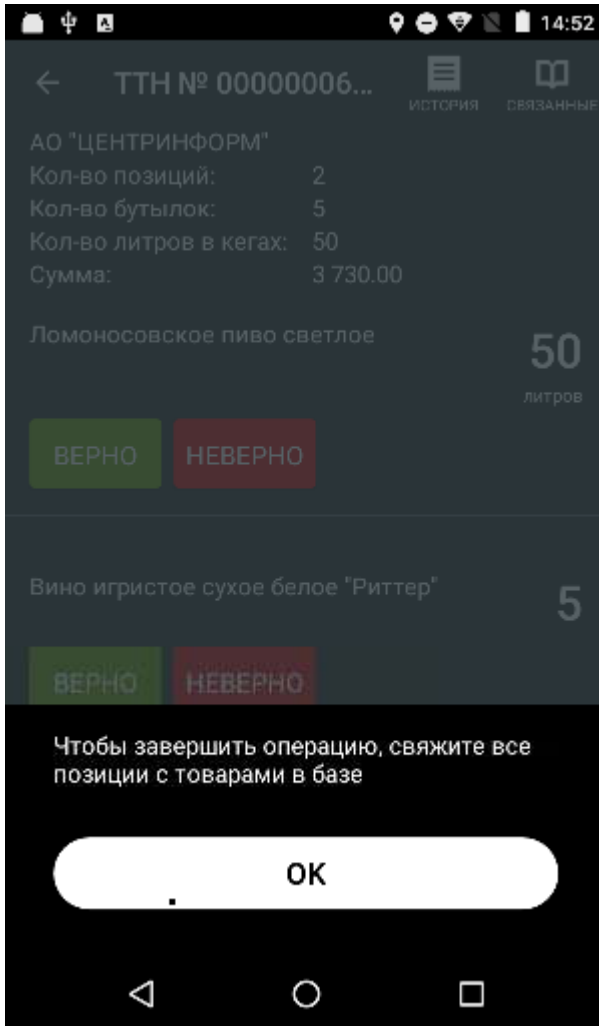 14:52
ТТН № 00000006...
ИСТОРИЯ
СВЯЗАННЫЕ
АО "ЦЕНТРИНФОРМ"
Кол-во позиций: 2
Кол-во бутылок: 5
Кол-во литров в кегах: 50
Сумма: 3 730.00
Ломоносовское пиво светлое
50
литров
ВЕРНО НЕВЕРНО
Вино игристое сухое белое "Риттер"
5
ВЕРНО НЕВЕРНО
Чтобы завершить операцию, свяжите все
позиции с товарами в базе
ОК